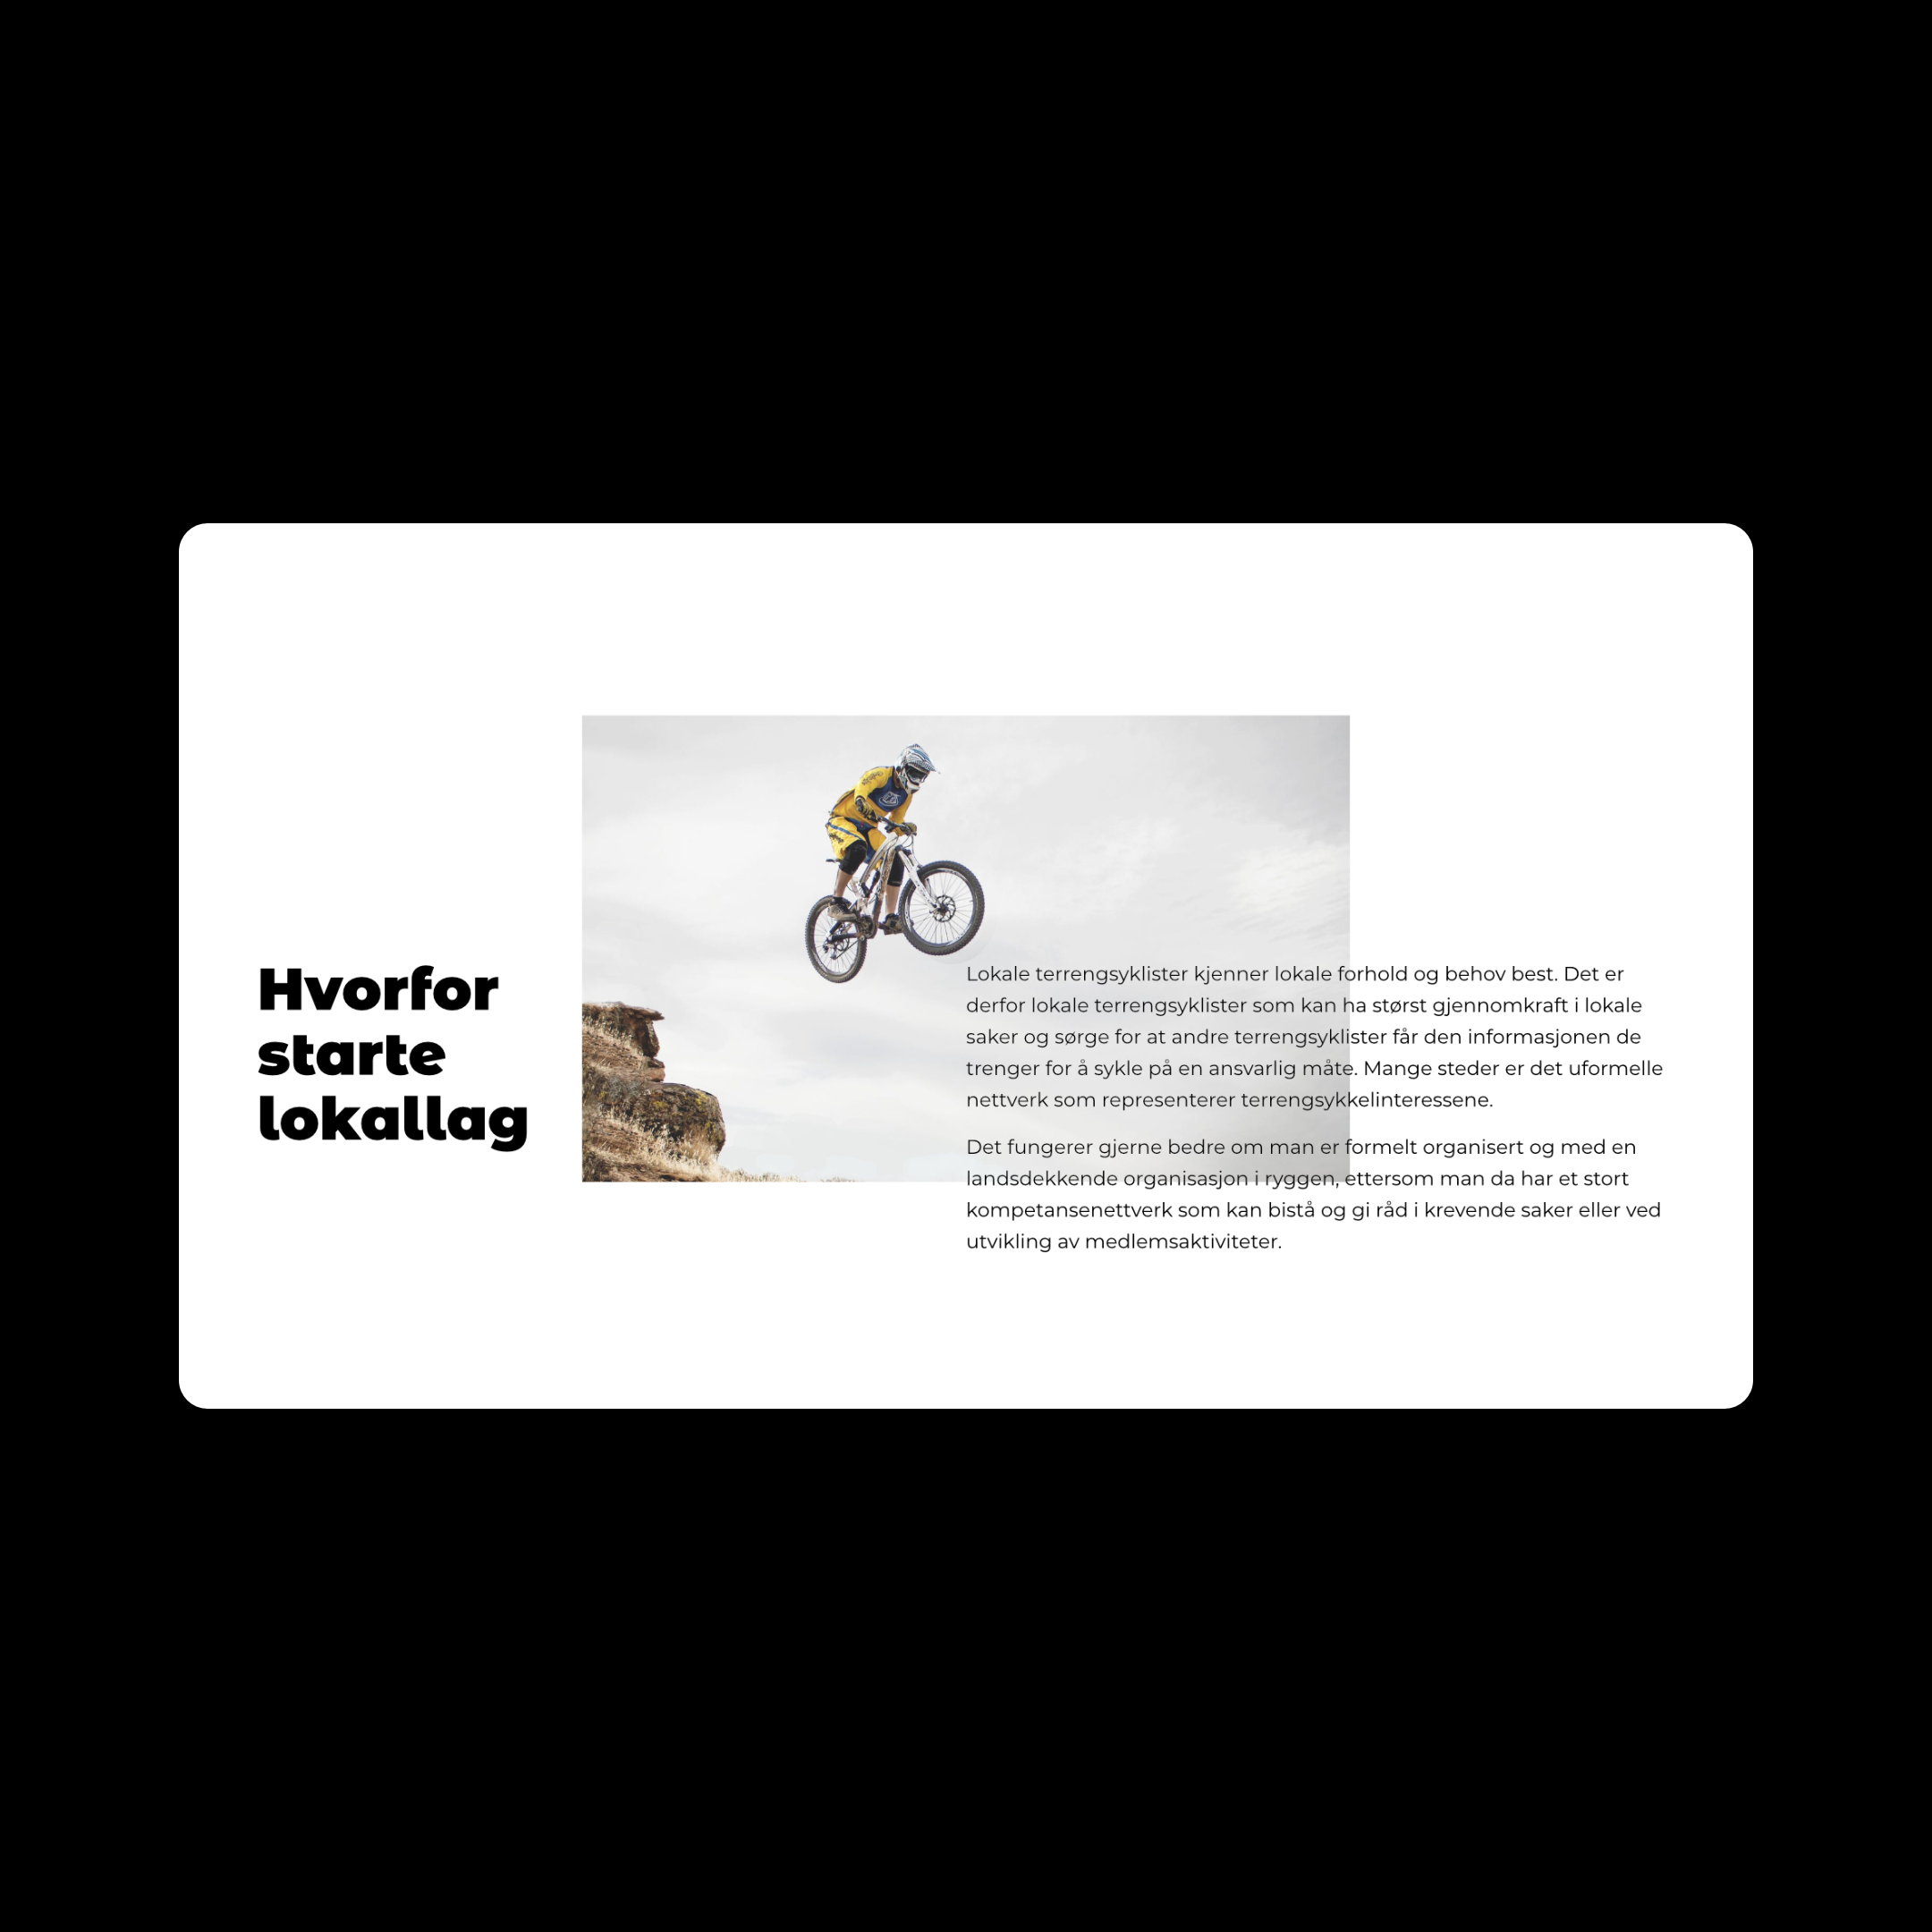 Hvorfor
starte
lokallag
Lokale terrengsyklister kjenner lokale forhold og behov best. Det er
derfor lokale terrengsyklister som kan ha størst gjennomkraft i lokale
saker og sørge for at andre terrengsyklister får den informasjonen de
trenger for å sykle på en ansvarlig måte. Mange steder er det uformelle
nettverk som representerer terrengsykkelinteressene.
Det fungerer gjerne bedre om man er formelt organisert og med en
landsdekkende organisasjon i ryggen, ettersom man da har et stort
kompetansenettverk som kan bistå og gi råd i krevende saker eller ved
utvikling av medlemsaktiviteter.